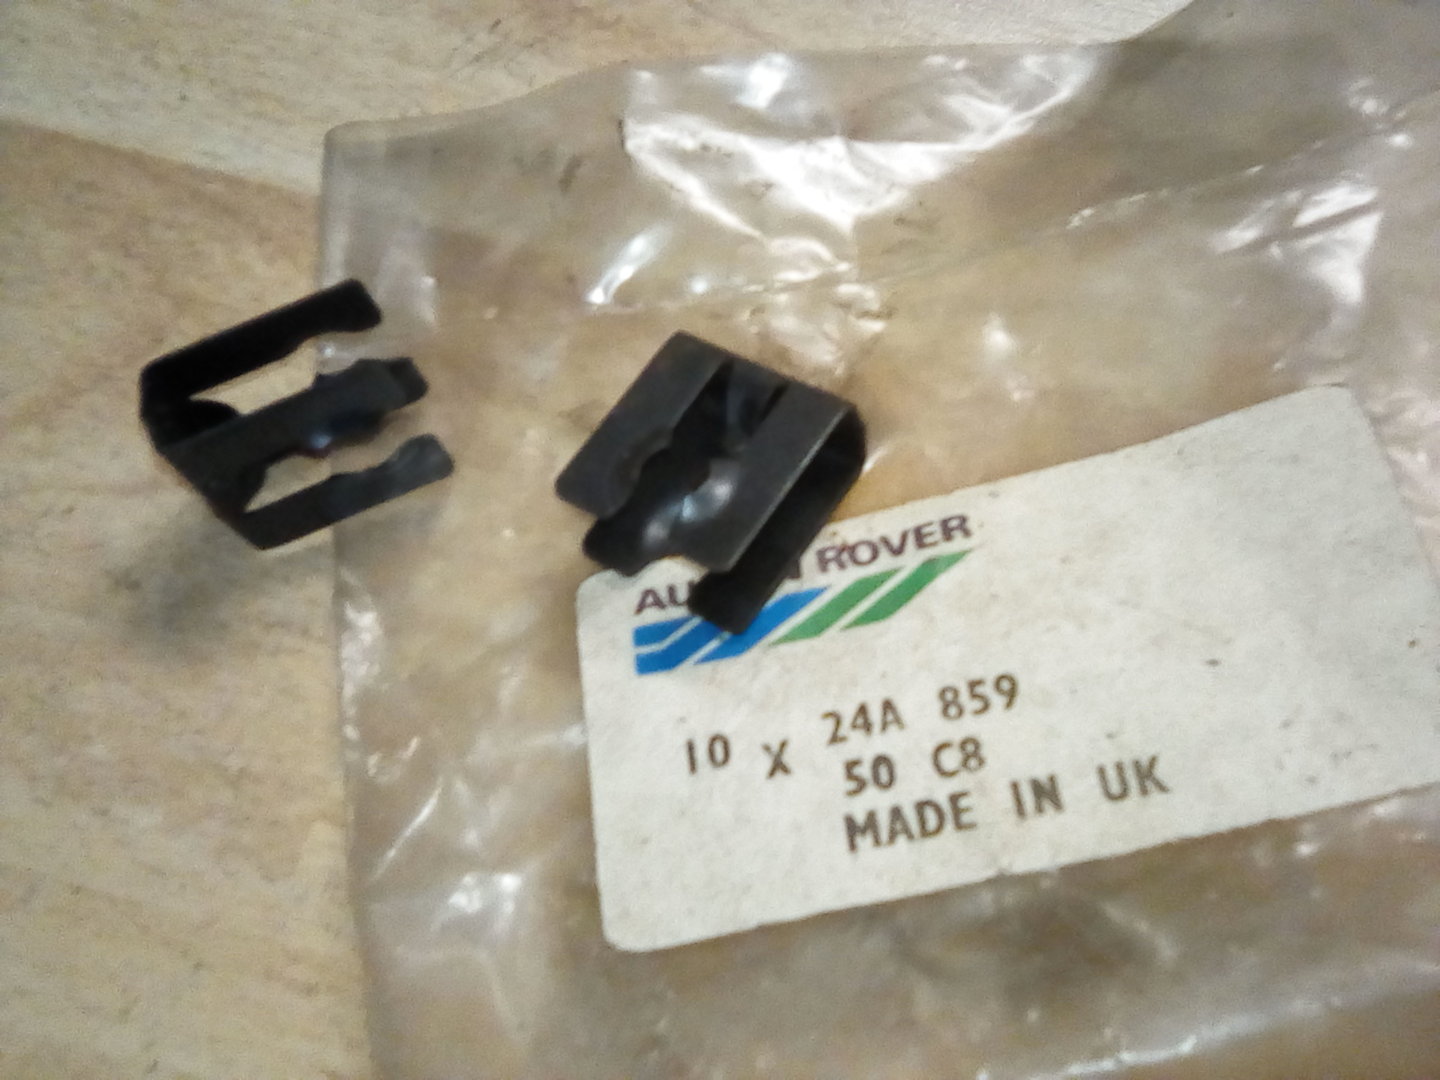 ROVER
10 X 24A 859
50 C8
MADE IN UK